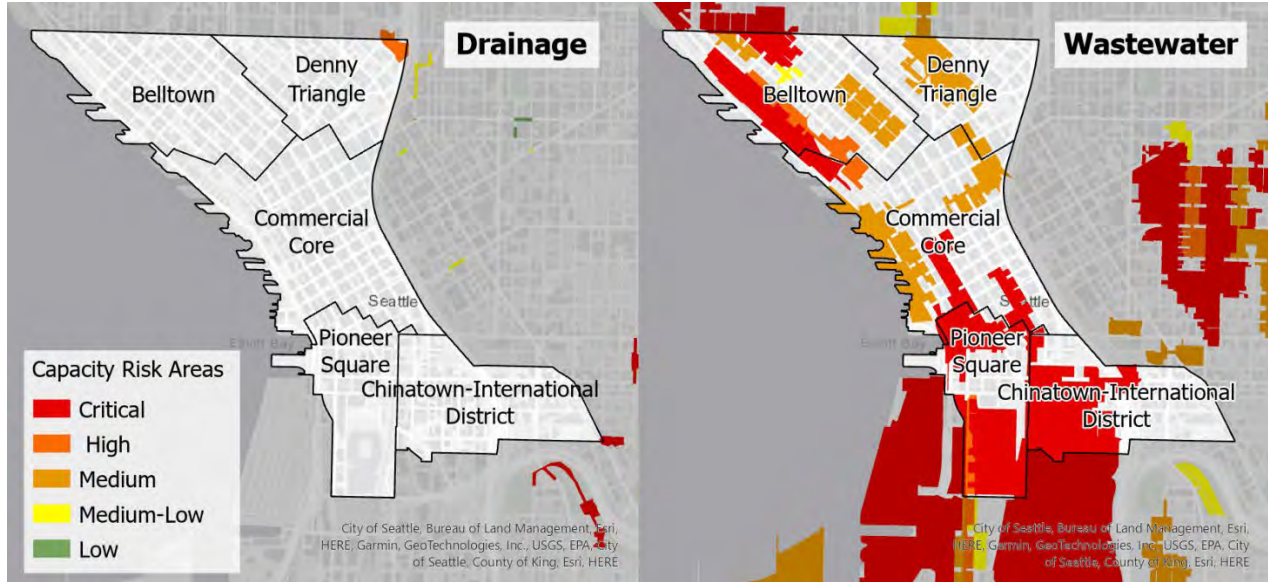 Drainage
Belltown
Denny
Triangle
Commercial
Core
Seattle
Elliott Bay
Pioneer
Square
Chinatown-International
District
Capacity Risk Areas
Critical
High
Medium
Medium-Low
Low
City of Seattle, Bureau of Land Management, Esri,
HERE, Garmin, GeoTechnologies, Inc., USGS, EPA, City
of Seattle, County of King, Esri, HERE
Wastewater
Belltown
Denny
Triangle
Commercial
Core
Seattle
Elliott Bay
Pioneer
Square
Chinatown-International
District
City of Seattle, Bureau of Land Management, Esri,
HERE, Garmin, GeoTechnologies, Inc., USGS, EPA, City
of Seattle, County of King, Esri, HERE